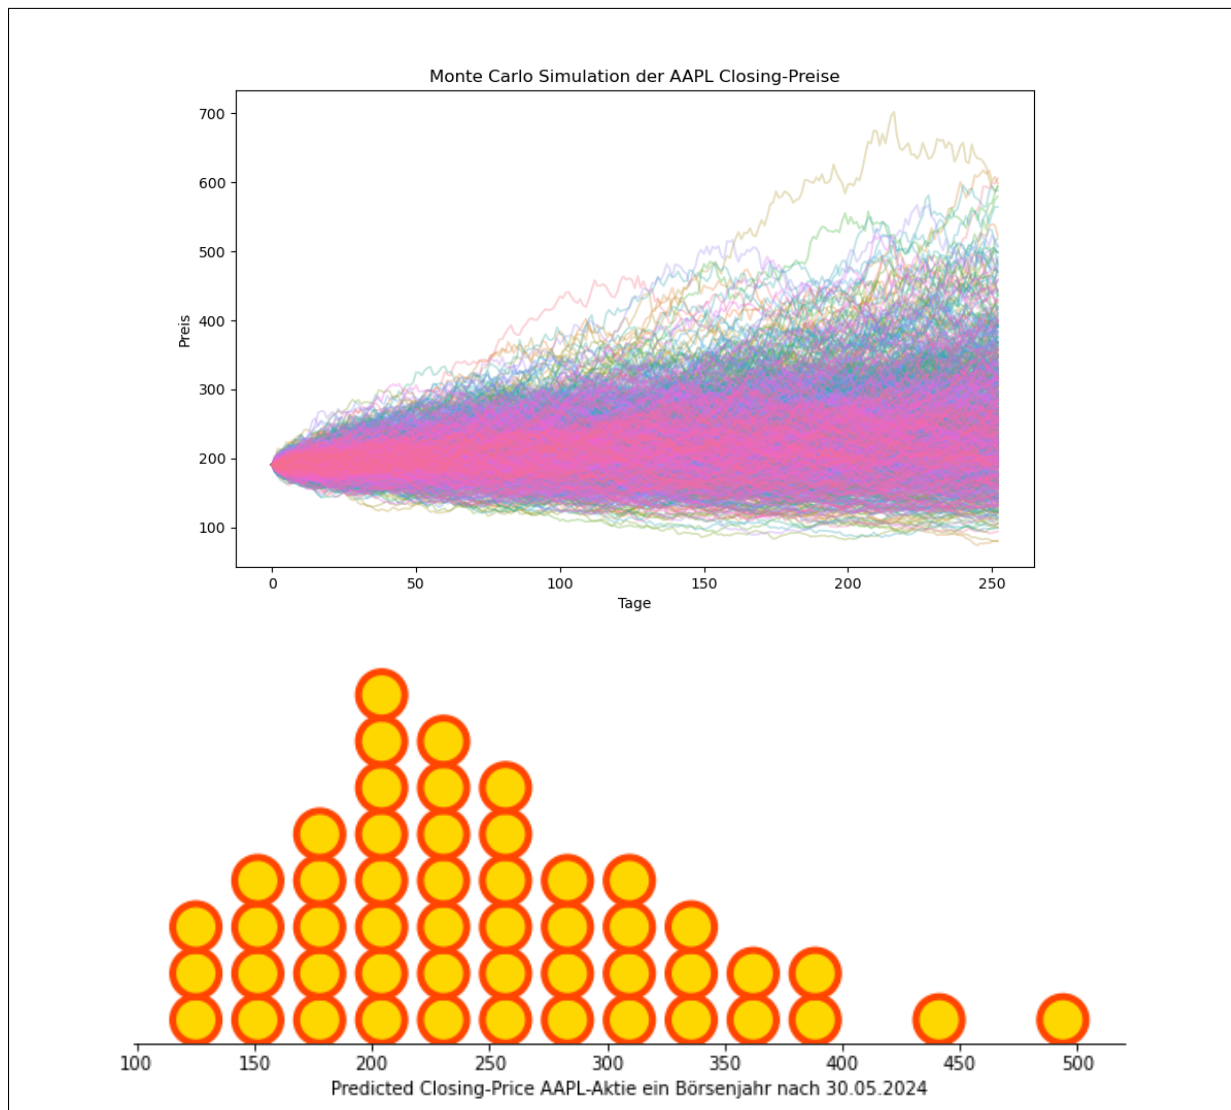 Monte Carlo Simulation der AAPL Closing-Preise
700
600
500
400
300
200
100
Preis
0 50 100 150 200 250
Tage
100 150 200 250 300 350 400 450 500
Predicted Closing-Price AAPL-Aktie ein Börsenjahr nach 30.05.2024